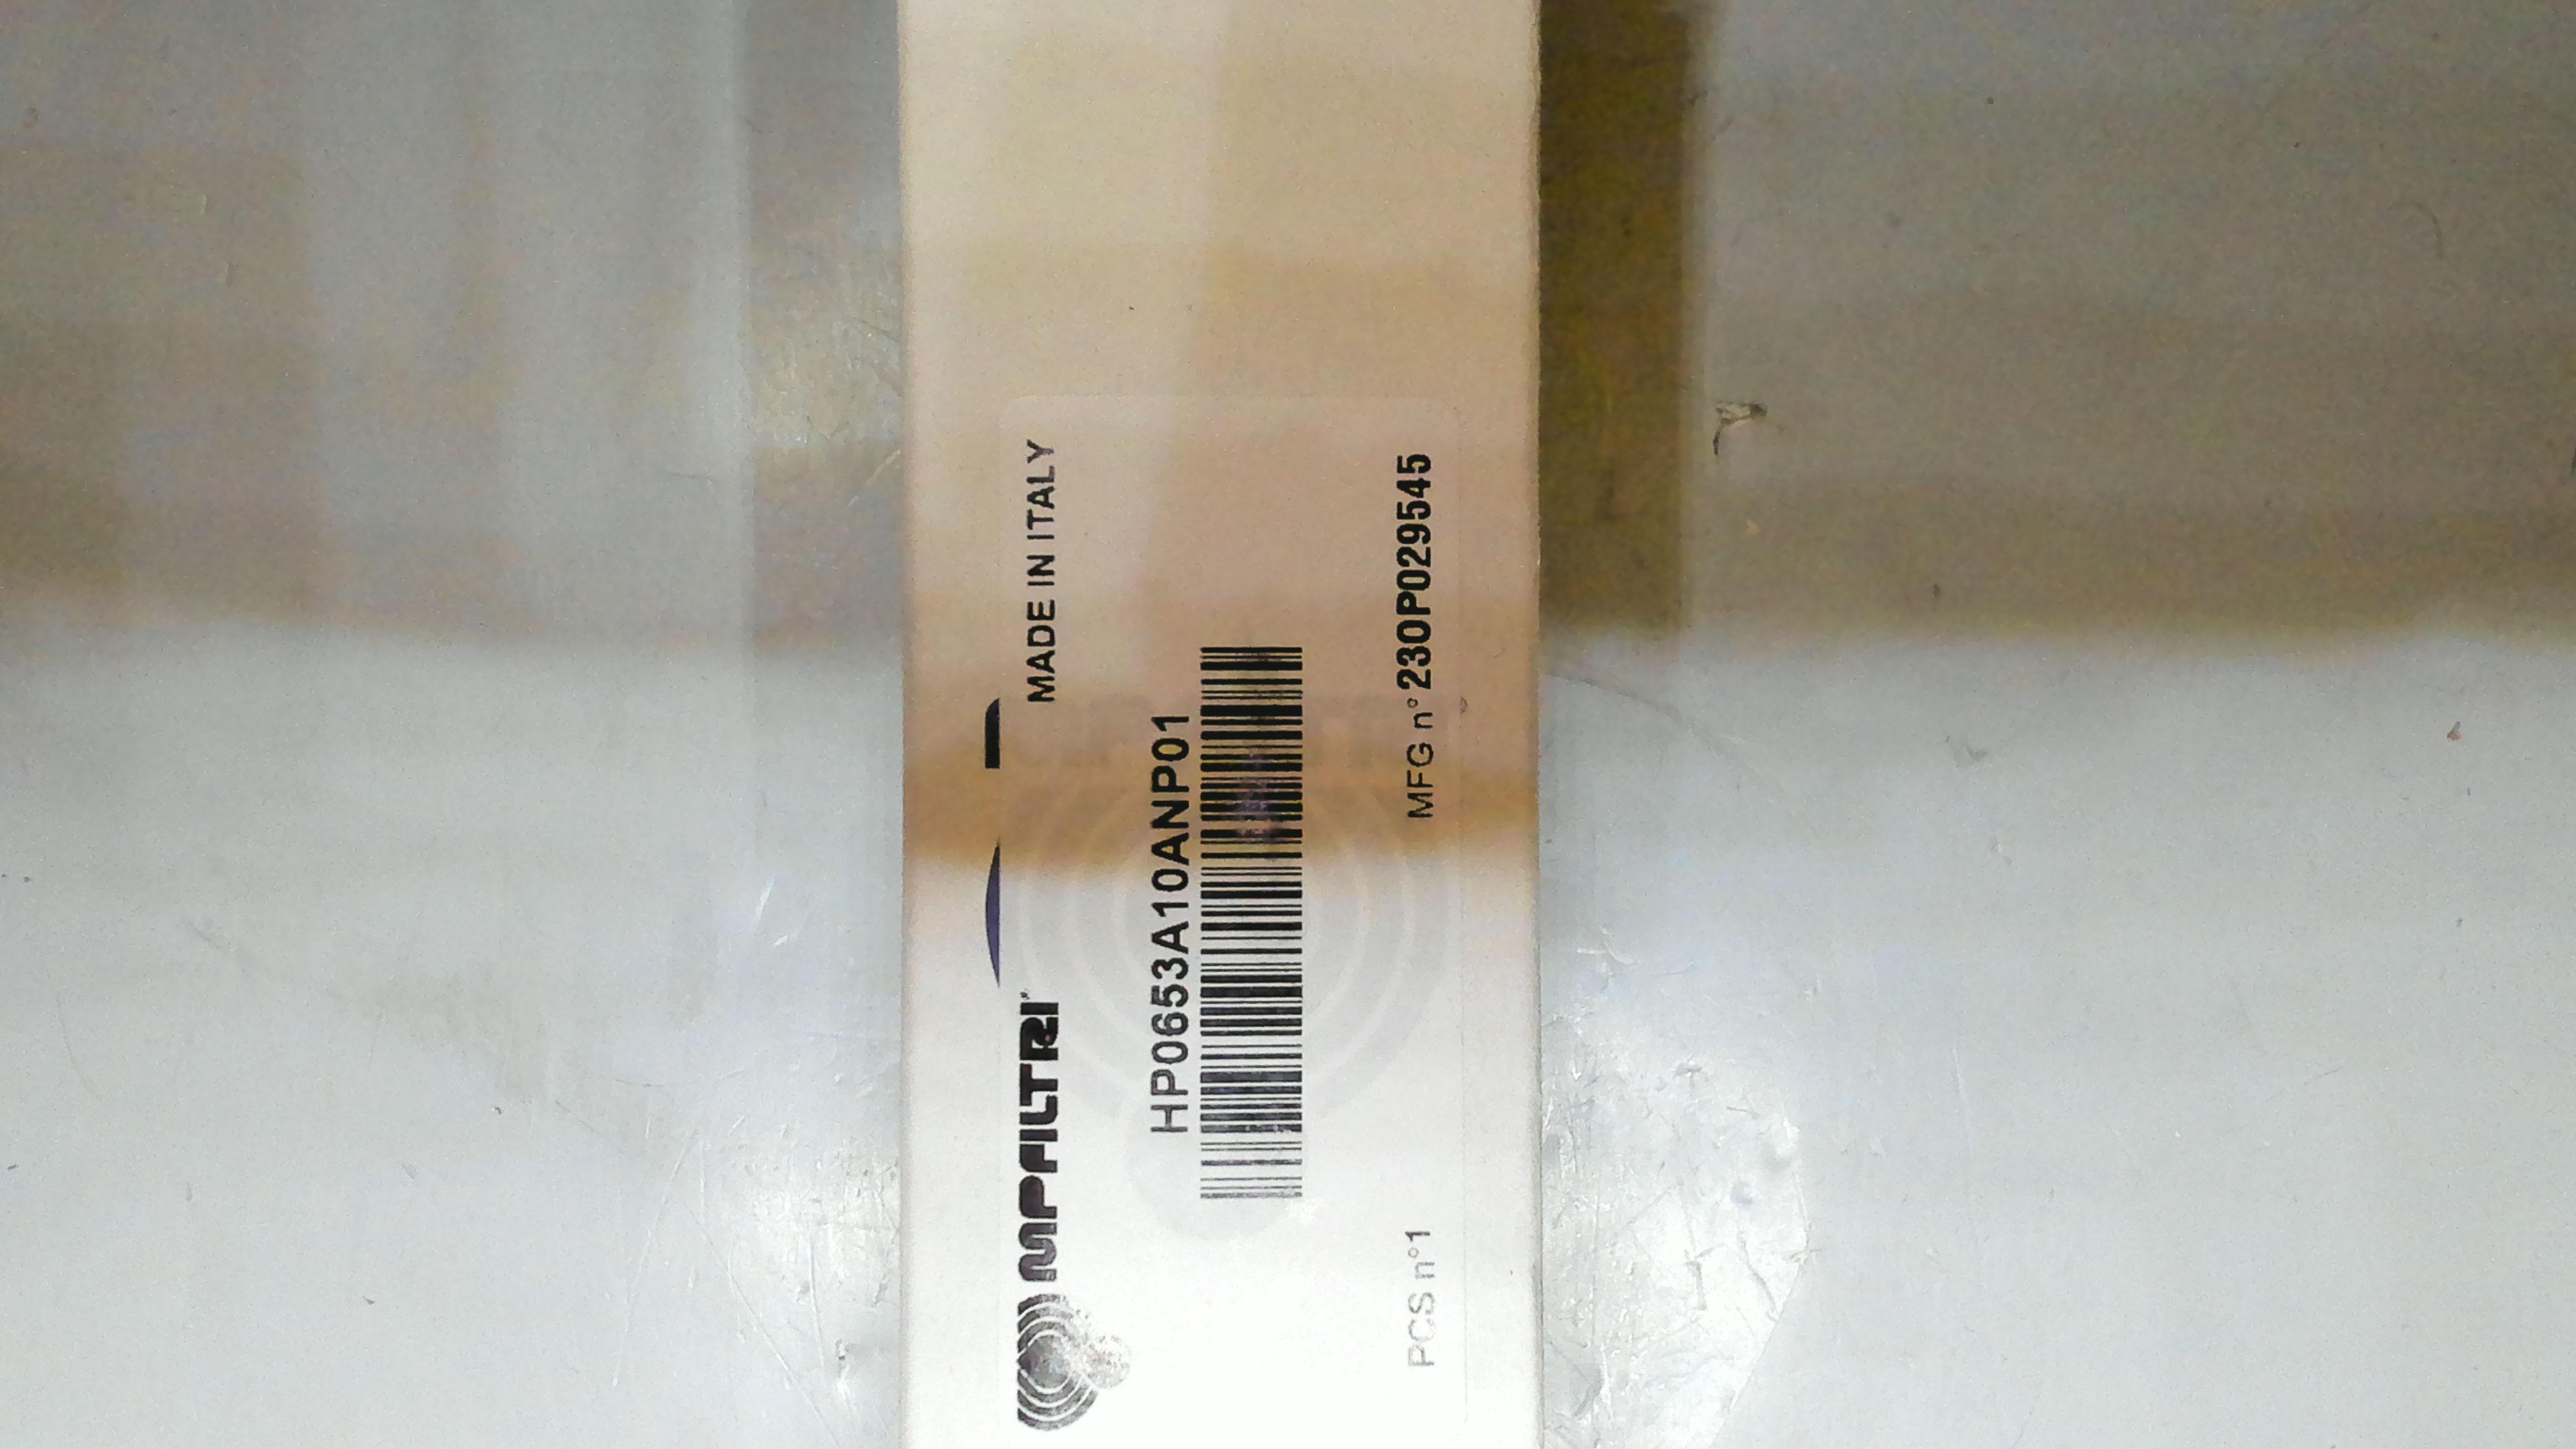 MPFILTRI
MADE IN ITALY
HP0653A10ANP01
PCS n°1
MFG n° 230P029545